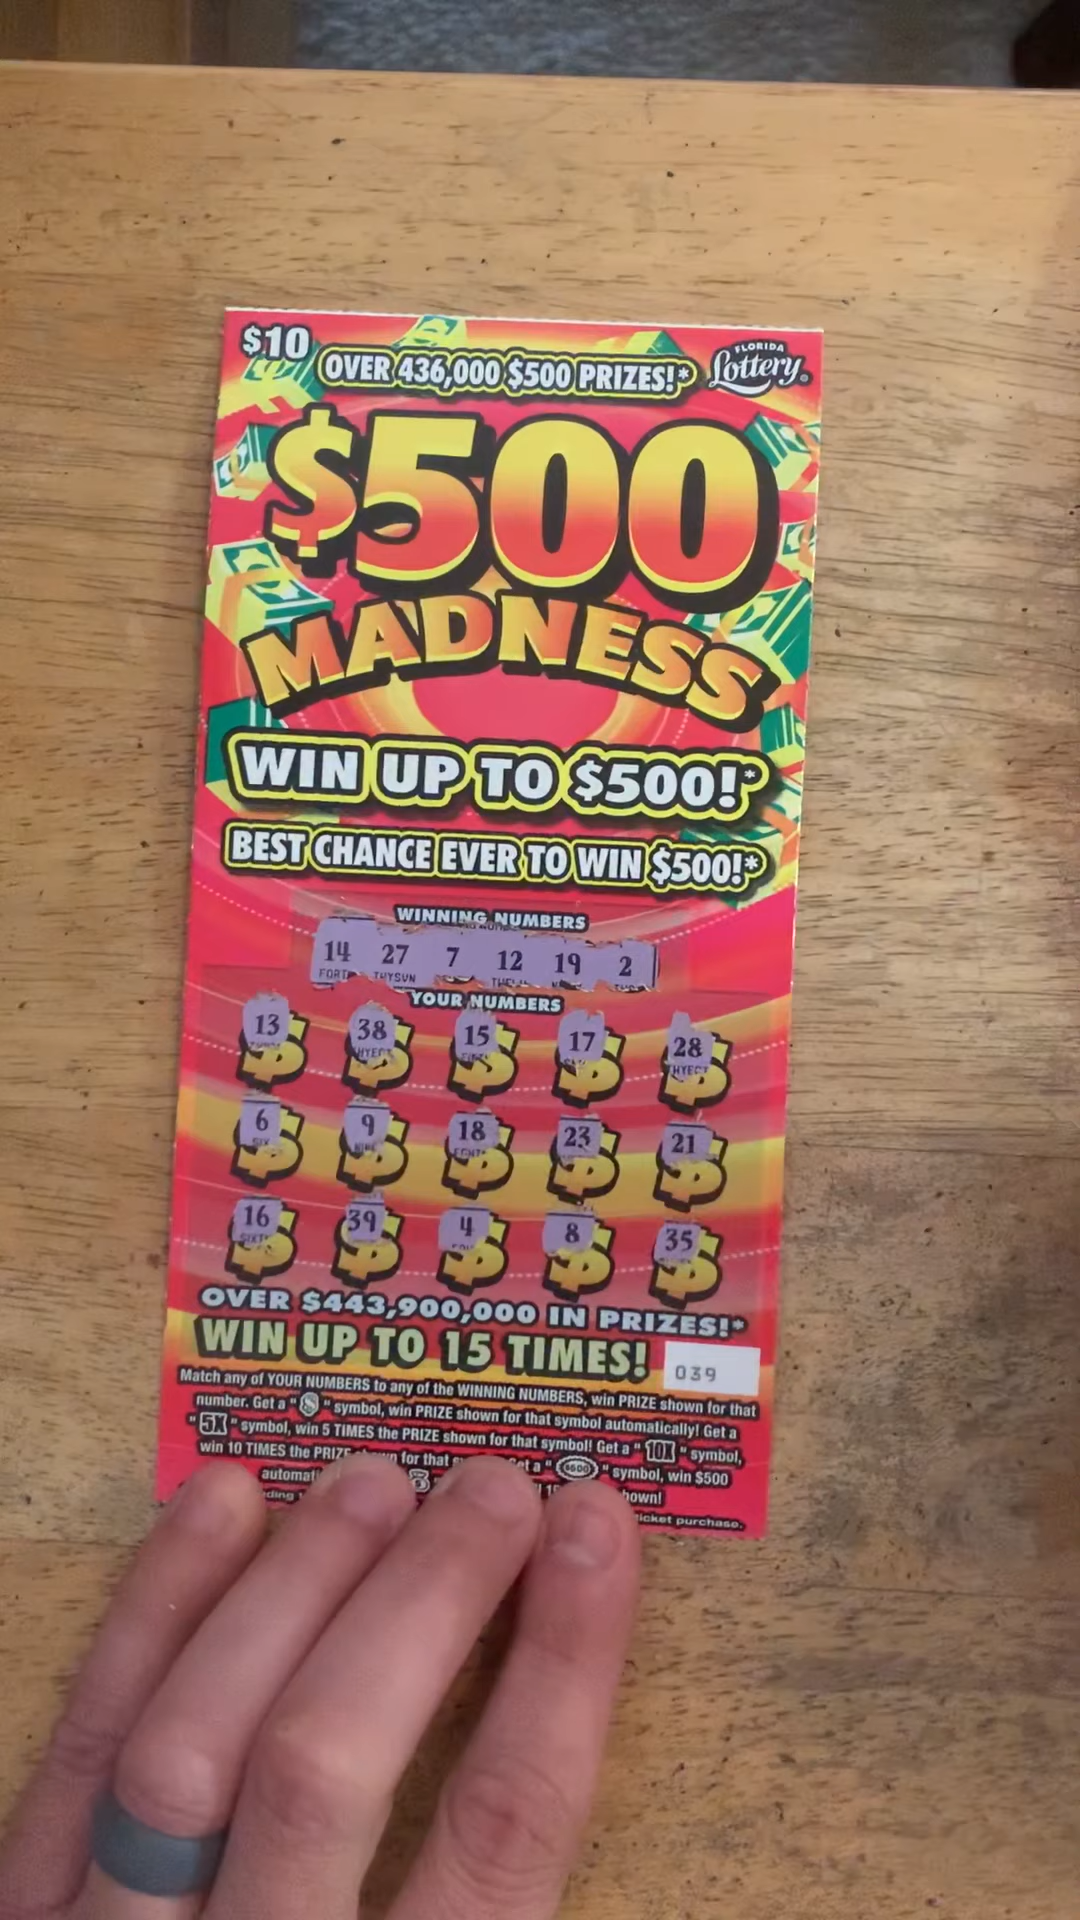 $10
OVER 436,000 $500 PRIZES!*
FLORIDA
Lottery®
$500
MADNESS
WIN UP TO $500!*
BEST CHANCE EVER TO WIN $500!*
WINNING NUMBERS
14 27 7 12 19 2
YOUR NUMBERS
13 38 15 17 28
6 9 18 23 21
SIX
16 39 4 8 35
OVER $443,900,000 IN PRIZES!*
WIN UP TO 15 TIMES!
039
Match any of YOUR NUMBERS to any of the WINNING NUMBERS, win PRIZE shown for that
number. Get a " $ " symbol, win PRIZE shown for that symbol automatically! Get a
" 5X " symbol, win 5 TIMES the PRIZE shown for that symbol! Get a " 10X " symbol,
win 10 TIMES the for that a " $500 " symbol, win $500
ticket purchase.